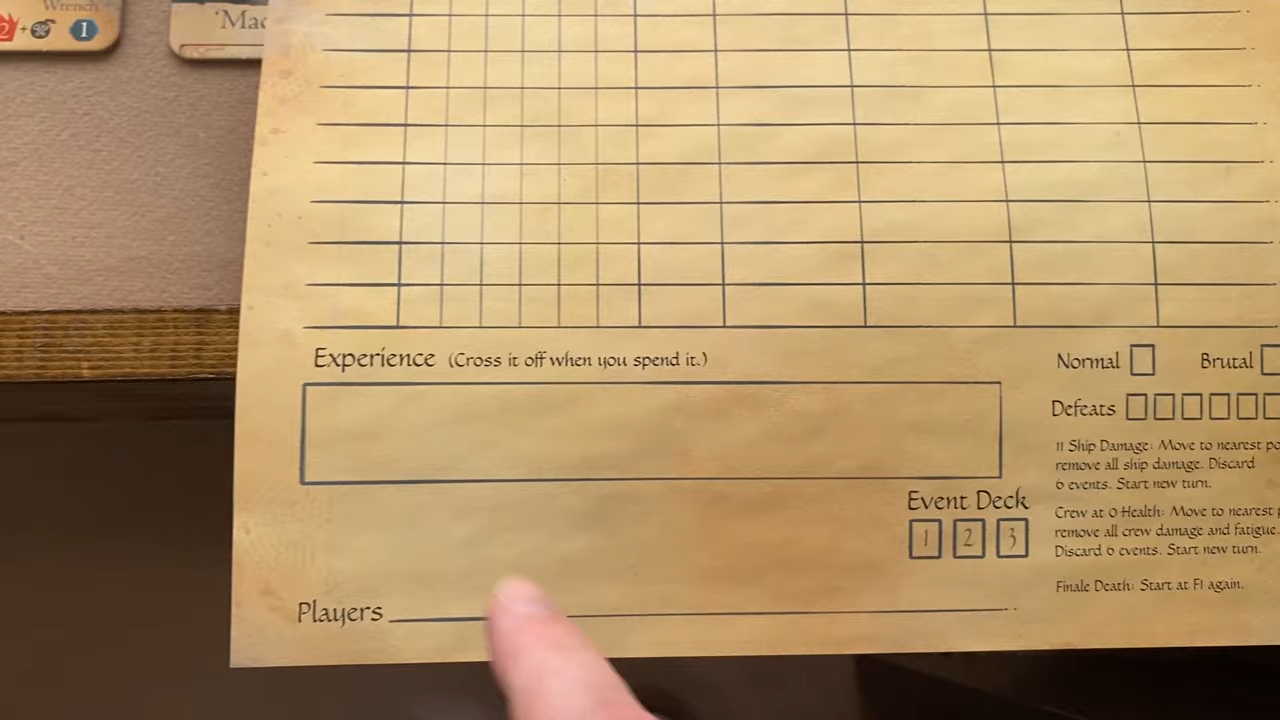 Wrench
2 + 1
'Mac
Experience (Cross it off when you spend it.)
Normal Brutal
Defeats
11 Ship Damage: Move to nearest po
remove all ship damage. Discard
6 events. Start new turn.
Event Deck
1 2 3
Crew at 0 Health: Move to nearest p
remove all crew damage and fatigue.
Discard 6 events. Start new turn.
Finale Death: Start at F1 again.
Players